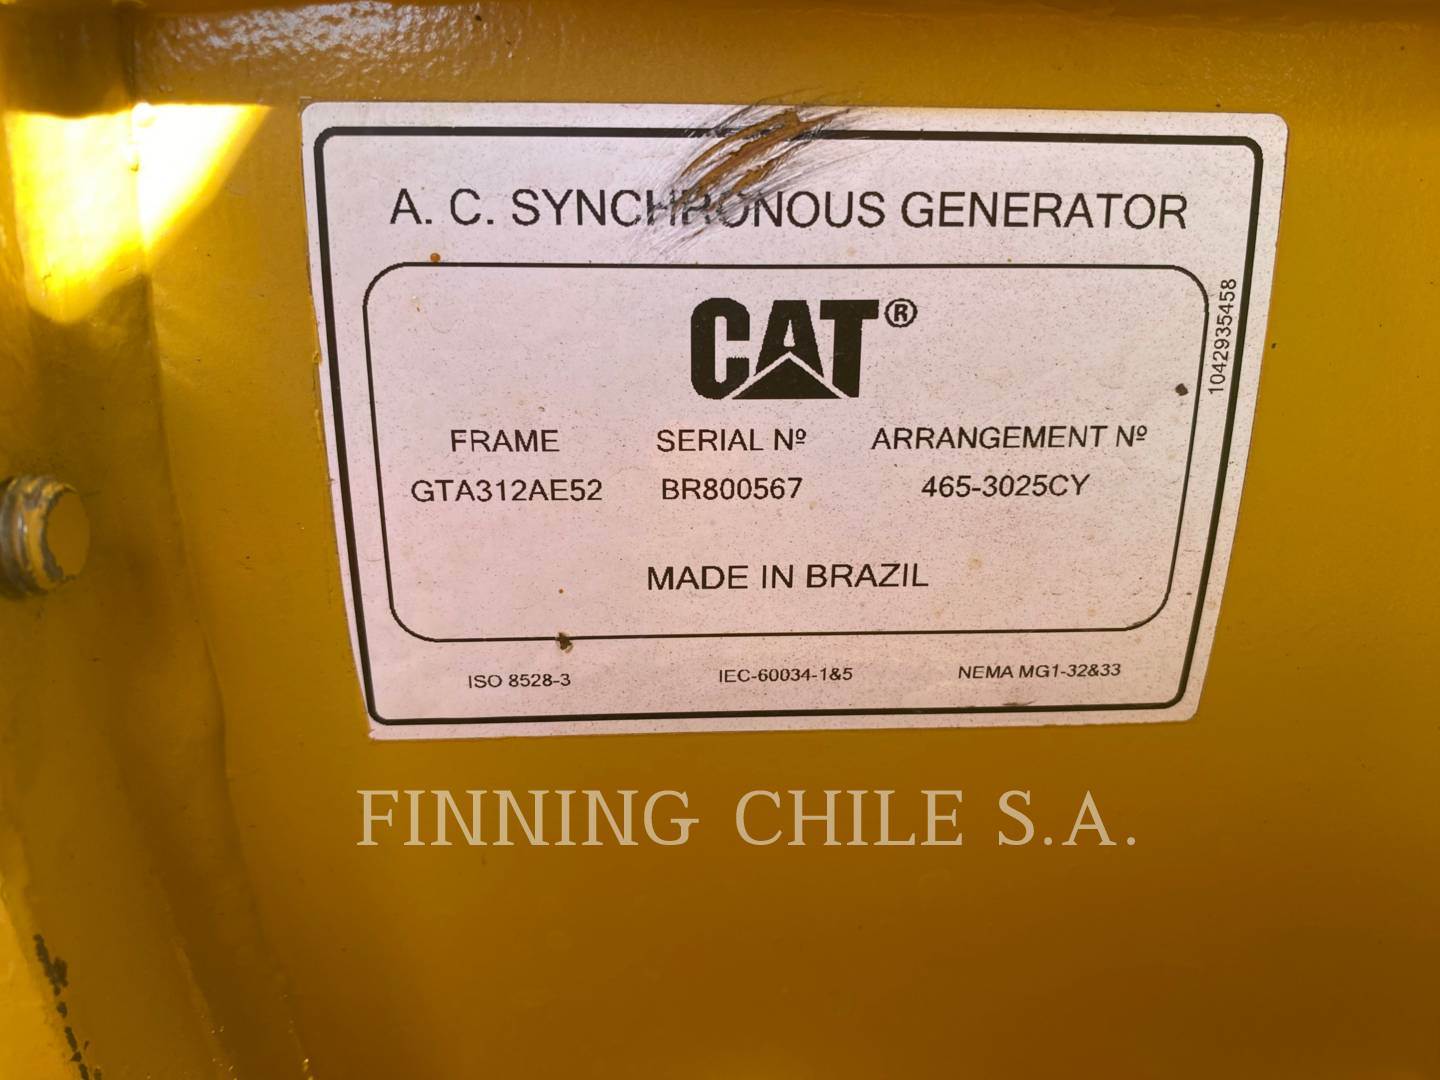 A. C. SYNCHRONOUS GENERATOR
CAT®
FRAME SERIAL Nº ARRANGEMENT Nº
GTA312AE52 BR800567 465-3025CY
MADE IN BRAZIL
ISO 8528-3 IEC-60034-1&5 NEMA MG1-32&33
1042935458
FINNING CHILE S.A.